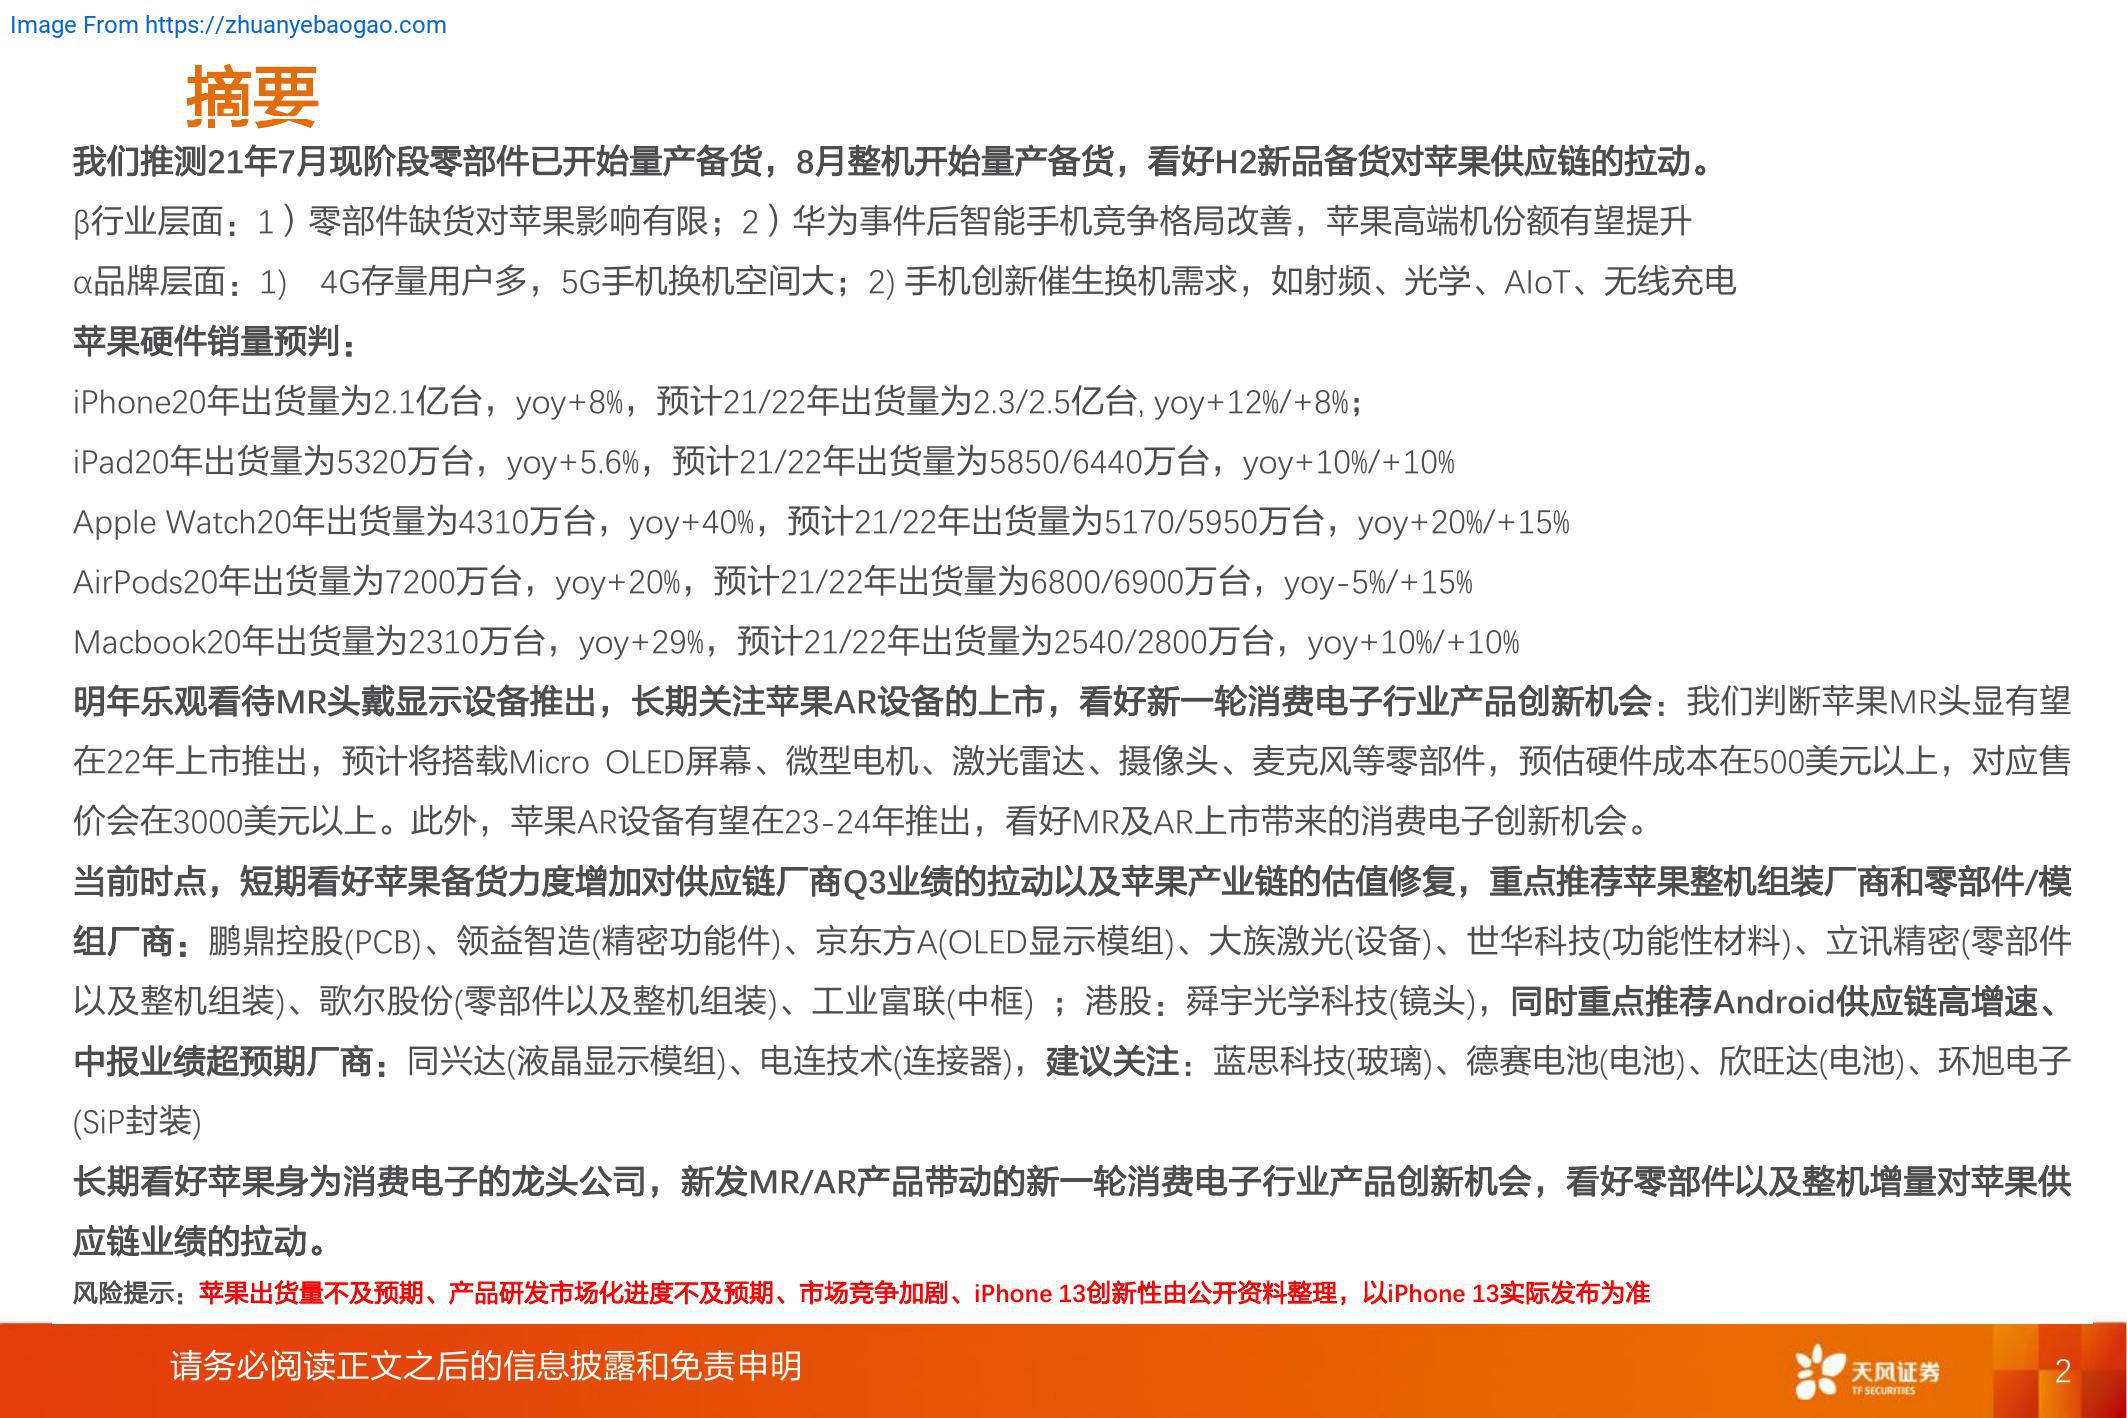 Image From https://zhuanyebaogao.com
摘要
我们推测21年7月现阶段零部件已开始量产备货，8月整机开始量产备货，看好H2新品备货对苹果供应链的拉动。
β行业层面：1）零部件缺货对苹果影响有限；2）华为事件后智能手机竞争格局改善，苹果高端机份额有望提升
α品牌层面：1) 4G存量用户多，5G手机换机空间大；2) 手机创新催生换机需求，如射频、光学、AIoT、无线充电
苹果硬件销量预判：
iPhone20年出货量为2.1亿台，yoy+8%，预计21/22年出货量为2.3/2.5亿台, yoy+12%/+8%；
iPad20年出货量为5320万台，yoy+5.6%，预计21/22年出货量为5850/6440万台，yoy+10%/+10%
Apple Watch20年出货量为4310万台，yoy+40%，预计21/22年出货量为5170/5950万台，yoy+20%/+15%
AirPods20年出货量为7200万台，yoy+20%，预计21/22年出货量为6800/6900万台，yoy-5%/+15%
Macbook20年出货量为2310万台，yoy+29%，预计21/22年出货量为2540/2800万台，yoy+10%/+10%
明年乐观看待MR头戴显示设备推出，长期关注苹果AR设备的上市，看好新一轮消费电子行业产品创新机会：我们判断苹果MR头显有望
在22年上市推出，预计将搭载Micro OLED屏幕、微型电机、激光雷达、摄像头、麦克风等零部件，预估硬件成本在500美元以上，对应售
价会在3000美元以上。此外，苹果AR设备有望在23-24年推出，看好MR及AR上市带来的消费电子创新机会。
当前时点，短期看好苹果备货力度增加对供应链厂商Q3业绩的拉动以及苹果产业链的估值修复，重点推荐苹果整机组装厂商和零部件/模
组厂商：鹏鼎控股(PCB)、领益智造(精密功能件)、京东方A(OLED显示模组)、大族激光(设备)、世华科技(功能性材料)、立讯精密(零部件
以及整机组装)、歌尔股份(零部件以及整机组装)、工业富联(中框) ；港股：舜宇光学科技(镜头)，同时重点推荐Android供应链高增速、
中报业绩超预期厂商：同兴达(液晶显示模组)、电连技术(连接器)，建议关注：蓝思科技(玻璃)、德赛电池(电池)、欣旺达(电池)、环旭电子
(SiP封装)
长期看好苹果身为消费电子的龙头公司，新发MR/AR产品带动的新一轮消费电子行业产品创新机会，看好零部件以及整机增量对苹果供
应链业绩的拉动。
风险提示：苹果出货量不及预期、产品研发市场化进度不及预期、市场竞争加剧、iPhone 13创新性由公开资料整理，以iPhone 13实际发布为准
请务必阅读正文之后的信息披露和免责申明
天风证券
TF SECURITIES
2